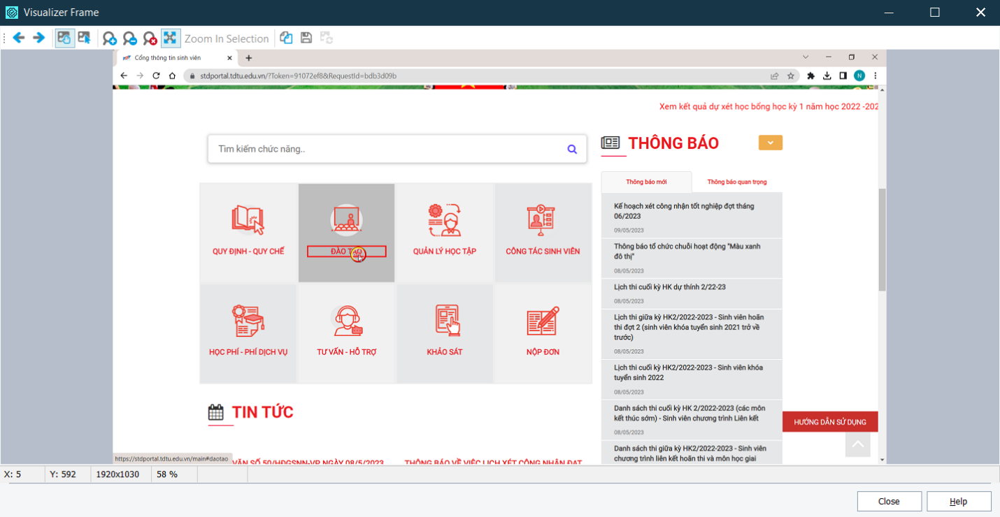 Visualizer Frame
Zoom In Selection
Cổng thông tin sinh viên
stdportal.tdtu.edu.vn/?Token=91072ef8&RequestId=bdb3d09b
N
Xem kết quả dự xét học bổng học kỳ 1 năm học 2022 -202
Tìm kiếm chức năng..
QUY ĐỊNH - QUY CHẾ
ĐÀO TẠO
QUẢN LÝ HỌC TẬP
CÔNG TÁC SINH VIÊN
HỌC PHÍ - PHÍ DỊCH VỤ
TƯ VẤN - HỖ TRỢ
KHẢO SÁT
NỘP ĐƠN
TIN TỨC
VĂN SỐ 50/HĐGSNN-VP NGÀY 08/5/2023
THÔNG BÁO VỀ VIỆC LỊCH XÉT CÔNG NHẬN ĐẠT
https://stdportal.tdtu.edu.vn/main#daotao
THÔNG BÁO
Thông báo mới
Thông báo quan trọng
Kế hoạch xét công nhận tốt nghiệp đợt tháng
06/2023
09/05/2023
Thông báo tổ chức chuỗi hoạt động "Màu xanh
đô thị"
08/05/2023
Lịch thi cuối kỳ HK dự thính 2/22-23
08/05/2023
Lịch thi giữa kỳ HK2/2022-2023 - Sinh viên hoãn
thi đợt 2 (sinh viên khóa tuyển sinh 2021 trở về
trước)
08/05/2023
Lịch thi cuối kỳ HK2/2022-2023 - Sinh viên khóa
tuyển sinh 2022
08/05/2023
Danh sách thi cuối kỳ HK 2/2022-2023 (các môn
kết thúc sớm) - Sinh viên chương trình Liên kết
08/05/2023
Danh sách thi giữa kỳ HK2/2022-2023 - Sinh viên
chương trình liên kết hoãn thi và môn học giai
HƯỚNG DẪN SỬ DỤNG
X: 5
Y: 592
1920x1030
58 %
Close
Help